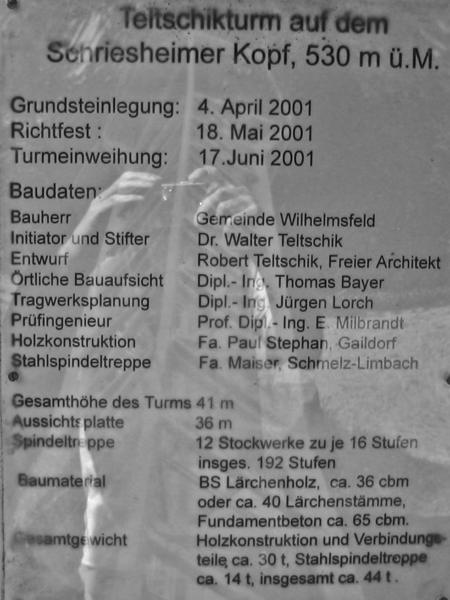 Teltschikturm auf dem
Schriesheimer Kopf, 530 m ü.M.
Grundsteinlegung: 4. April 2001
Richtfest : 18. Mai 2001
Turmeinweihung: 17.Juni 2001
Baudaten:
Bauherr Gemeinde Wilhelmsfeld
Initiator und Stifter Dr. Walter Teltschik
Entwurf Robert Teltschik, Freier Architekt
Örtliche Bauaufsicht Dipl.- Ing. Thomas Bayer
Tragwerksplanung Dipl.- Ing. Jürgen Lorch
Prüfingenieur Prof. Dipl.- Ing. E. Milbrandt
Holzkonstruktion Fa. Paul Stephan, Gaildorf
Stahlspindeltreppe Fa. Maiser, Schmelz-Limbach
Gesamthöhe des Turms 41 m
Aussichtsplatte 36 m
Spindeltreppe 12 Stockwerke zu je 16 Stufen
insges. 192 Stufen
Baumaterial BS Lärchenholz, ca. 36 cbm
oder ca. 40 Lärchenstämme,
Fundamentbeton ca. 65 cbm.
Gesamtgewicht Holzkonstruktion und Verbindungs-
teile ca. 30 t, Stahlspindeltreppe
ca. 14 t, insgesamt ca. 44 t .